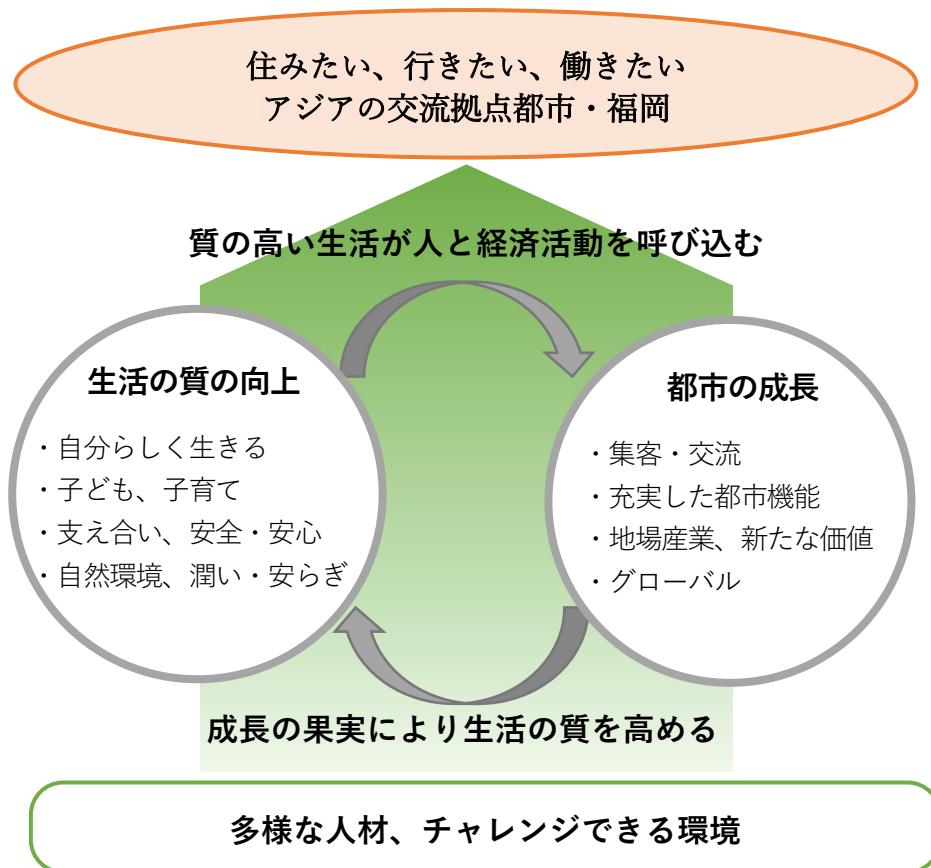 住みたい、行きたい、働きたい
アジアの交流拠点都市・福岡
質の高い生活が人と経済活動を呼び込む
生活の質の向上
・自分らしく生きる
・子ども、子育て
・支え合い、安全・安心
・自然環境、潤い・安らぎ
都市の成長
・集客・交流
・充実した都市機能
・地場産業、新たな価値
・グローバル
成長の果実により生活の質を高める
多様な人材、チャレンジできる環境